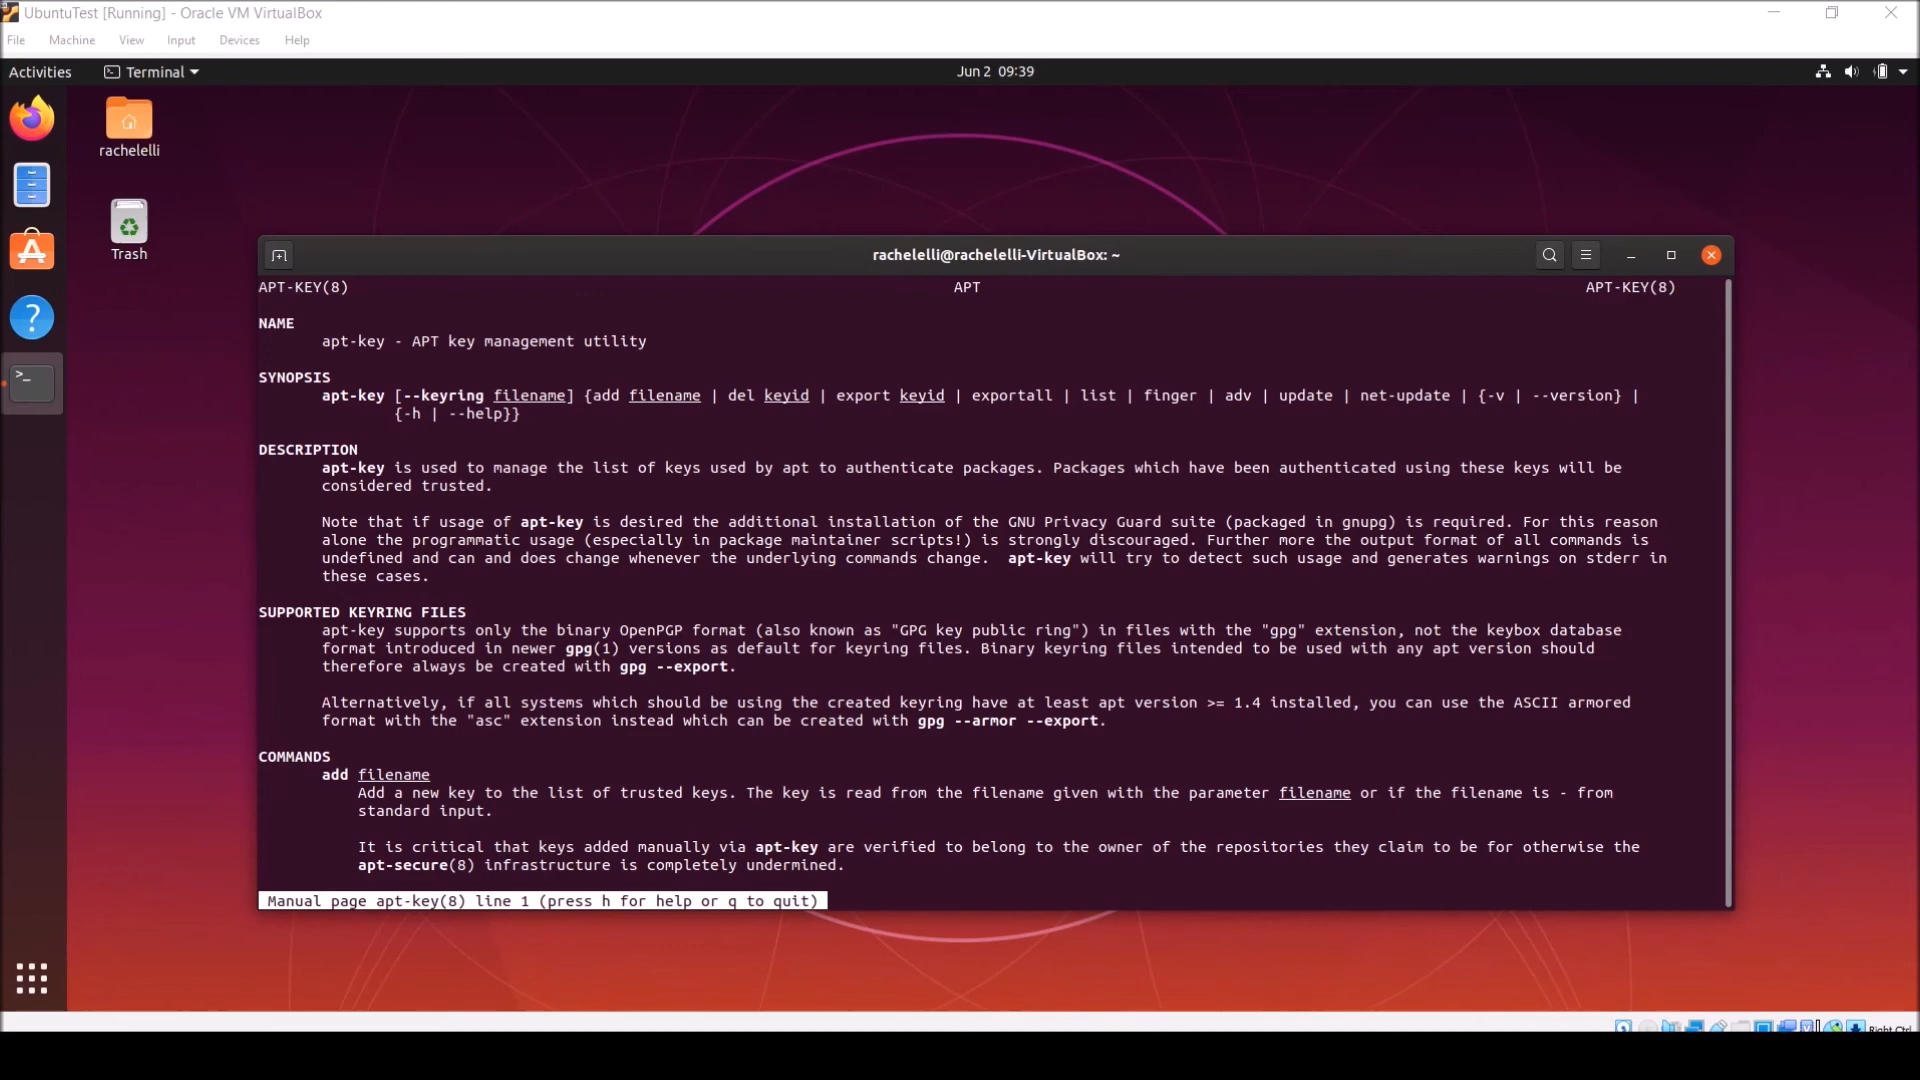 UbuntuTest [Running] - Oracle VM VirtualBox
File Machine View Input Devices Help
Activities Terminal Jun 2 09:39
rachelelli
Trash
rachelelli@rachelelli-VirtualBox: ~
APT-KEY(8) APT APT-KEY(8)
NAME
apt-key - APT key management utility
SYNOPSIS
apt-key [--keyring filename] {add filename | del keyid | export keyid | exportall | list | finger | adv | update | net-update | {-v | --version} |
{-h | --help}}
DESCRIPTION
apt-key is used to manage the list of keys used by apt to authenticate packages. Packages which have been authenticated using these keys will be
considered trusted.
Note that if usage of apt-key is desired the additional installation of the GNU Privacy Guard suite (packaged in gnupg) is required. For this reason
alone the programmatic usage (especially in package maintainer scripts!) is strongly discouraged. Further more the output format of all commands is
undefined and can and does change whenever the underlying commands change. apt-key will try to detect such usage and generates warnings on stderr in
these cases.
SUPPORTED KEYRING FILES
apt-key supports only the binary OpenPGP format (also known as "GPG key public ring") in files with the "gpg" extension, not the keybox database
format introduced in newer gpg(1) versions as default for keyring files. Binary keyring files intended to be used with any apt version should
therefore always be created with gpg --export.
Alternatively, if all systems which should be using the created keyring have at least apt version >= 1.4 installed, you can use the ASCII armored
format with the "asc" extension instead which can be created with gpg --armor --export.
COMMANDS
add filename
Add a new key to the list of trusted keys. The key is read from the filename given with the parameter filename or if the filename is - from
standard input.
It is critical that keys added manually via apt-key are verified to belong to the owner of the repositories they claim to be for otherwise the
apt-secure(8) infrastructure is completely undermined.
Manual page apt-key(8) line 1 (press h for help or q to quit)
Right Ctrl